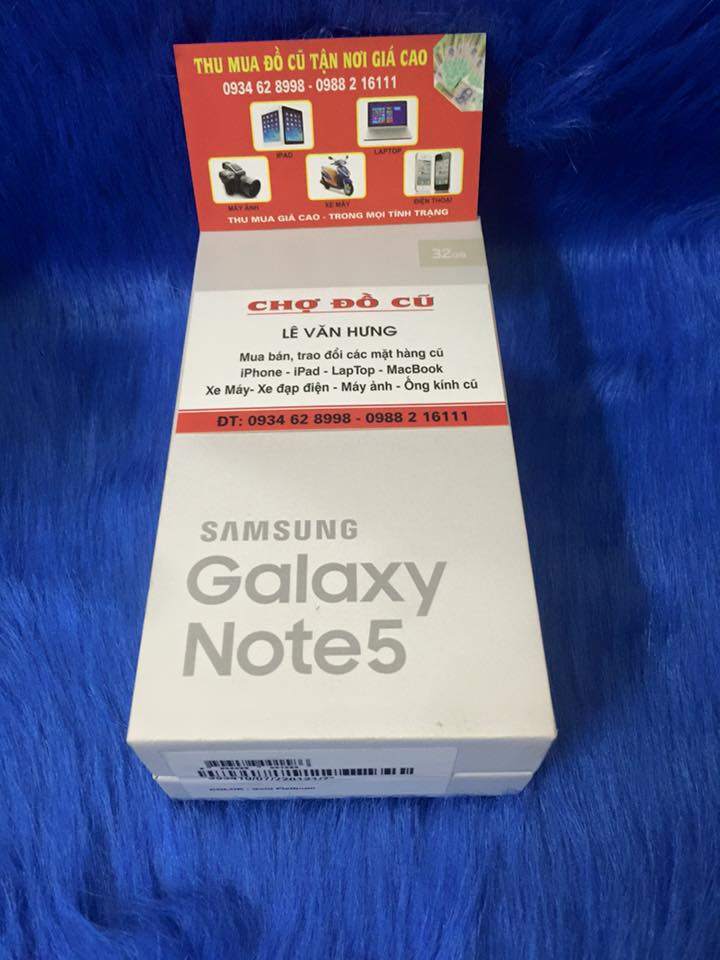 THU MUA ĐỒ CŨ TẬN NƠI GIÁ CAO
0934 62 8998 - 0988 2 16111
IPAD
LAPTOP
MÁY ẢNH
XE MÁY
ĐIỆN THOẠI
THU MUA GIÁ CAO - TRONG MỌI TÌNH TRẠNG
32GB
CHỢ ĐỒ CŨ
LÊ VĂN HƯNG
Mua bán, trao đổi các mặt hàng cũ
iPhone - iPad - LapTop - MacBook
Xe Máy- Xe đạp điện - Máy ảnh - Ống kính cũ
ĐT: 0934 62 8998 - 0988 2 16111
SAMSUNG
Galaxy
Note5
COLOR : Gold Platinum